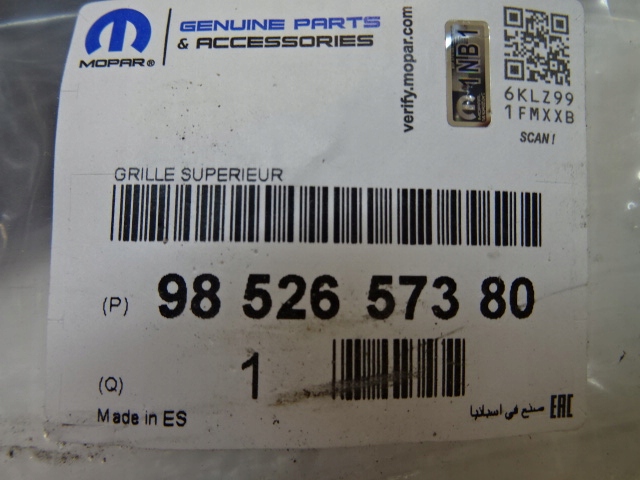 GENUINE PARTS
& ACCESSORIES
MOPAR®
verify.mopar.com
1NB1
6KLZ99
1FMXXB
SCAN!
GRILLE SUPERIEUR
(P) 98 526 573 80
(Q) 1
Made in ES
صنع في اسبانيا EAC